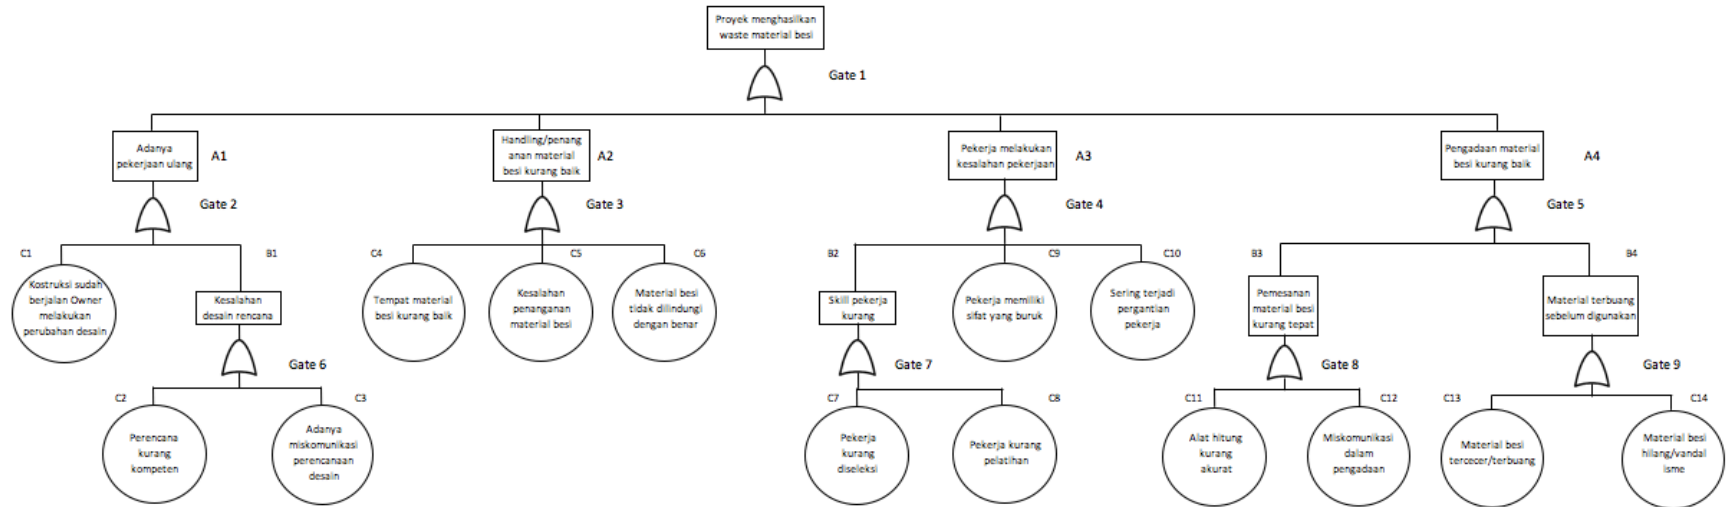 Proyek menghasilkan
waste material besi
Gate 1
Adanya
pekerjaan ulang
A1
Handling/penang
anan material
besi kurang baik
A2
Pekerja melakukan
kesalahan pekerjaan
A3
Pengadaan material
besi kurang baik
A4
Gate 2
Gate 3
Gate 4
Gate 5
C1
Kostruksi sudah
berjalan Owner
melakukan
perubahan desain
B1
Kesalahan
desain rencana
C4
Tempat material
besi kurang baik
C5
Kesalahan
penanganan
material besi
C6
Material besi
tidak dilindungi
dengan benar
B2
Skill pekerja
kurang
C9
Pekerja memiliki
sifat yang buruk
C10
Sering terjadi
pergantian
pekerja
B3
Pemesanan
material besi
kurang tepat
B4
Material terbuang
sebelum digunakan
Gate 6
Gate 7
Gate 8
Gate 9
C2
Perencana
kurang
kompeten
C3
Adanya
miskomunikasi
perencanaan
desain
C7
Pekerja
kurang
diseleksi
C8
Pekerja kurang
pelatihan
C11
Alat hitung
kurang
akurat
C12
Miskomunikasi
dalam
pengadaan
C13
Material besi
tercecer/terbuang
C14
Material besi
hilang/vandal
isme